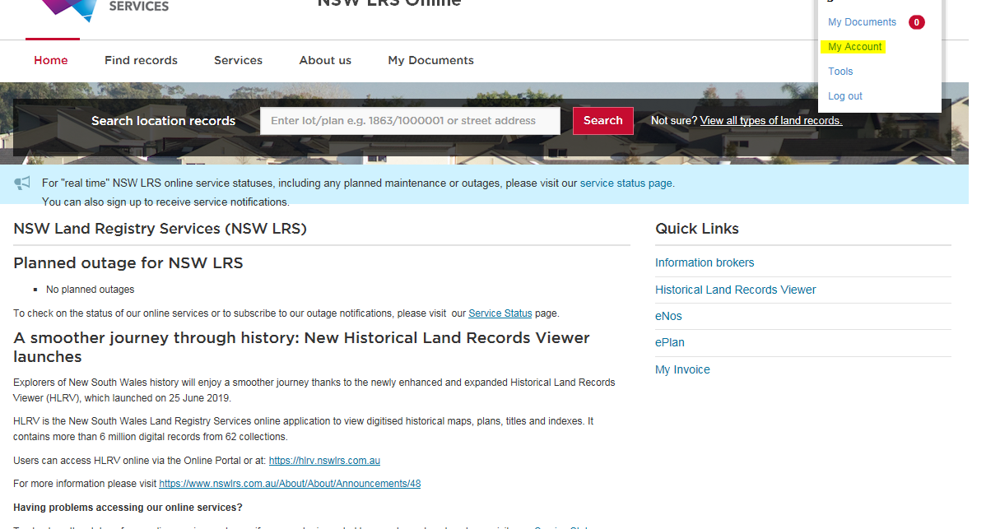 SERVICES
NSW LRS Online
My Documents 0
My Account
Tools
Log out
Home Find records Services About us My Documents
Search location records Enter lot/plan e.g. 1863/1000001 or street address Search Not sure? View all types of land records.
For "real time" NSW LRS online service statuses, including any planned maintenance or outages, please visit our service status page.
You can also sign up to receive service notifications.
NSW Land Registry Services (NSW LRS)
Planned outage for NSW LRS
No planned outages
To check on the status of our online services or to subscribe to our outage notifications, please visit our Service Status page.
A smoother journey through history: New Historical Land Records Viewer
launches
Explorers of New South Wales history will enjoy a smoother journey thanks to the newly enhanced and expanded Historical Land Records
Viewer (HLRV), which launched on 25 June 2019.
HLRV is the New South Wales Land Registry Services online application to view digitised historical maps, plans, titles and indexes. It
contains more than 6 million digital records from 62 collections.
Users can access HLRV online via the Online Portal or at: https://hlrv.nswlrs.com.au
For more information please visit https://www.nswlrs.com.au/About/About/Announcements/48
Having problems accessing our online services?
Quick Links
Information brokers
Historical Land Records Viewer
eNos
ePlan
My Invoice